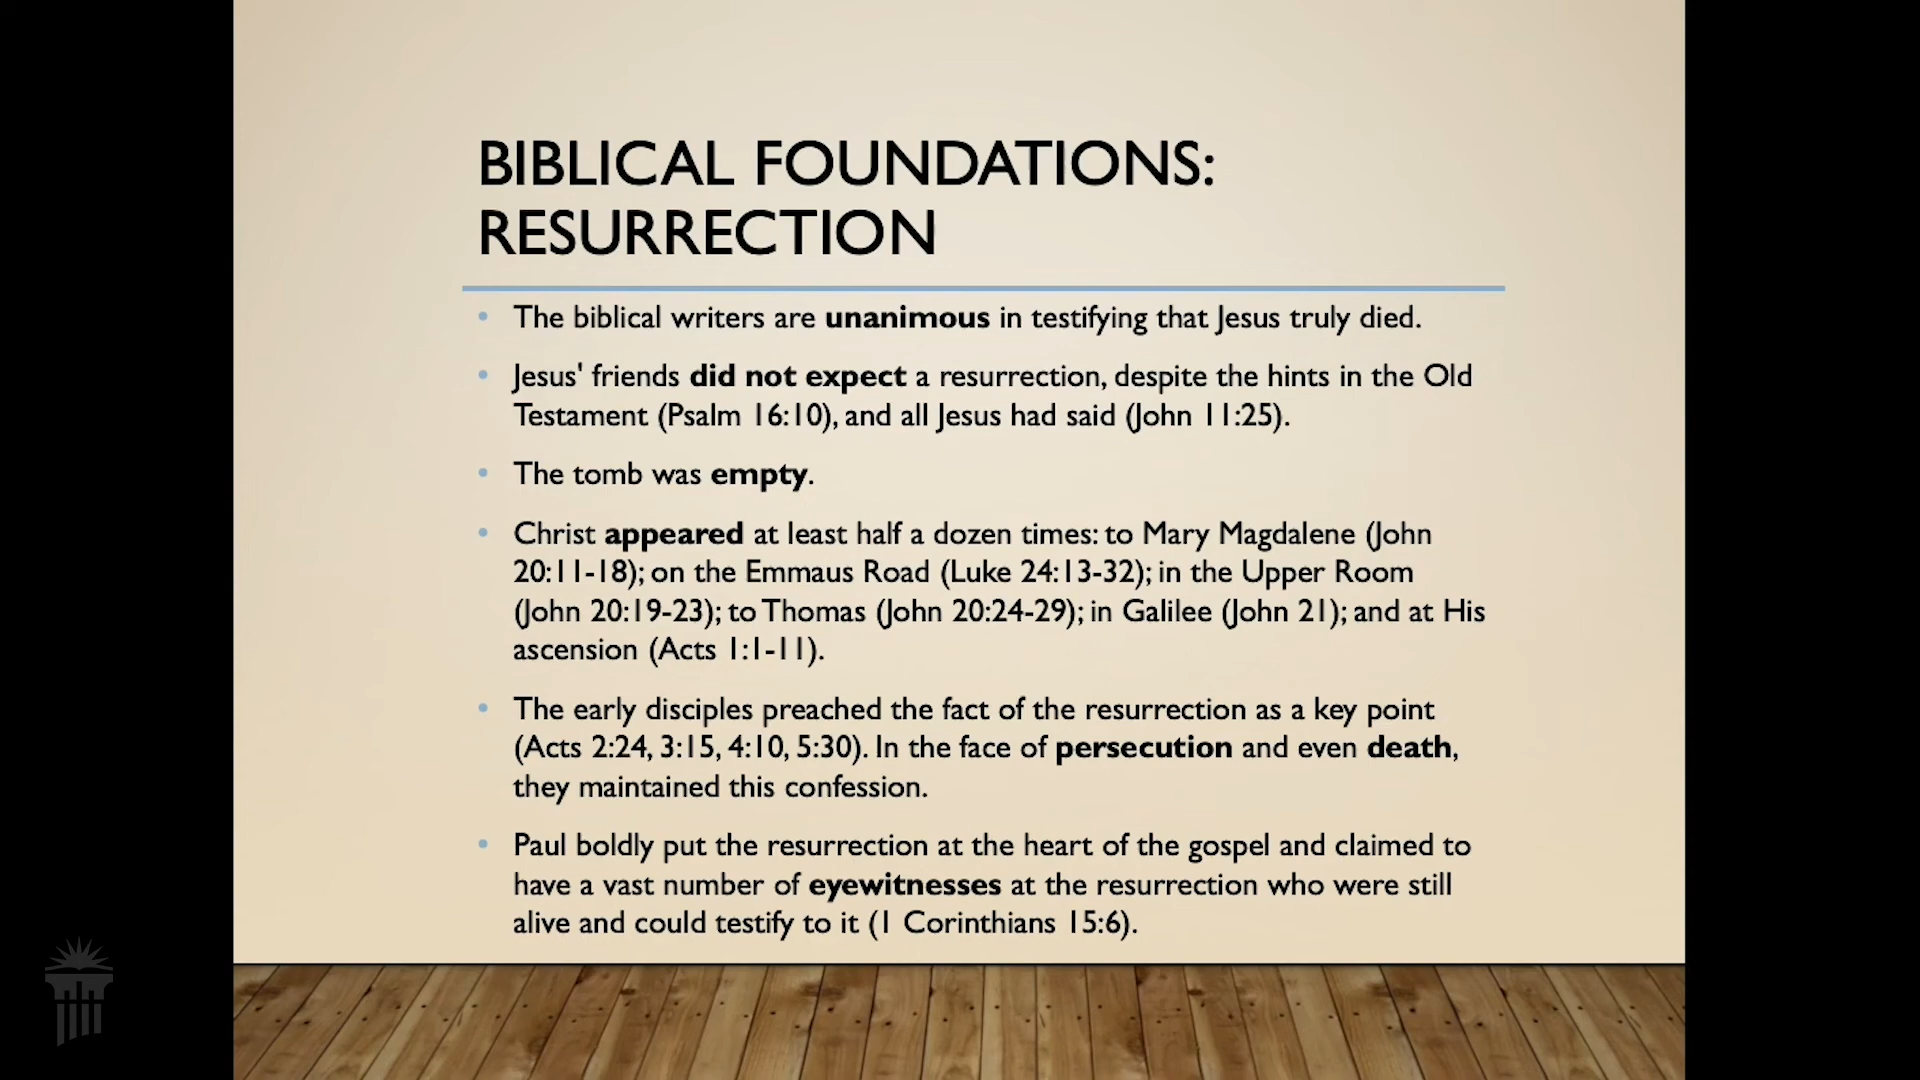 BIBLICAL FOUNDATIONS:
RESURRECTION
• The biblical writers are unanimous in testifying that Jesus truly died.
• Jesus' friends did not expect a resurrection, despite the hints in the Old
Testament (Psalm 16:10), and all Jesus had said (John 11:25).
• The tomb was empty.
• Christ appeared at least half a dozen times: to Mary Magdalene (John
20:11-18); on the Emmaus Road (Luke 24:13-32); in the Upper Room
(John 20:19-23); to Thomas (John 20:24-29); in Galilee (John 21); and at His
ascension (Acts 1:1-11).
• The early disciples preached the fact of the resurrection as a key point
(Acts 2:24, 3:15, 4:10, 5:30). In the face of persecution and even death,
they maintained this confession.
• Paul boldly put the resurrection at the heart of the gospel and claimed to
have a vast number of eyewitnesses at the resurrection who were still
alive and could testify to it (1 Corinthians 15:6).